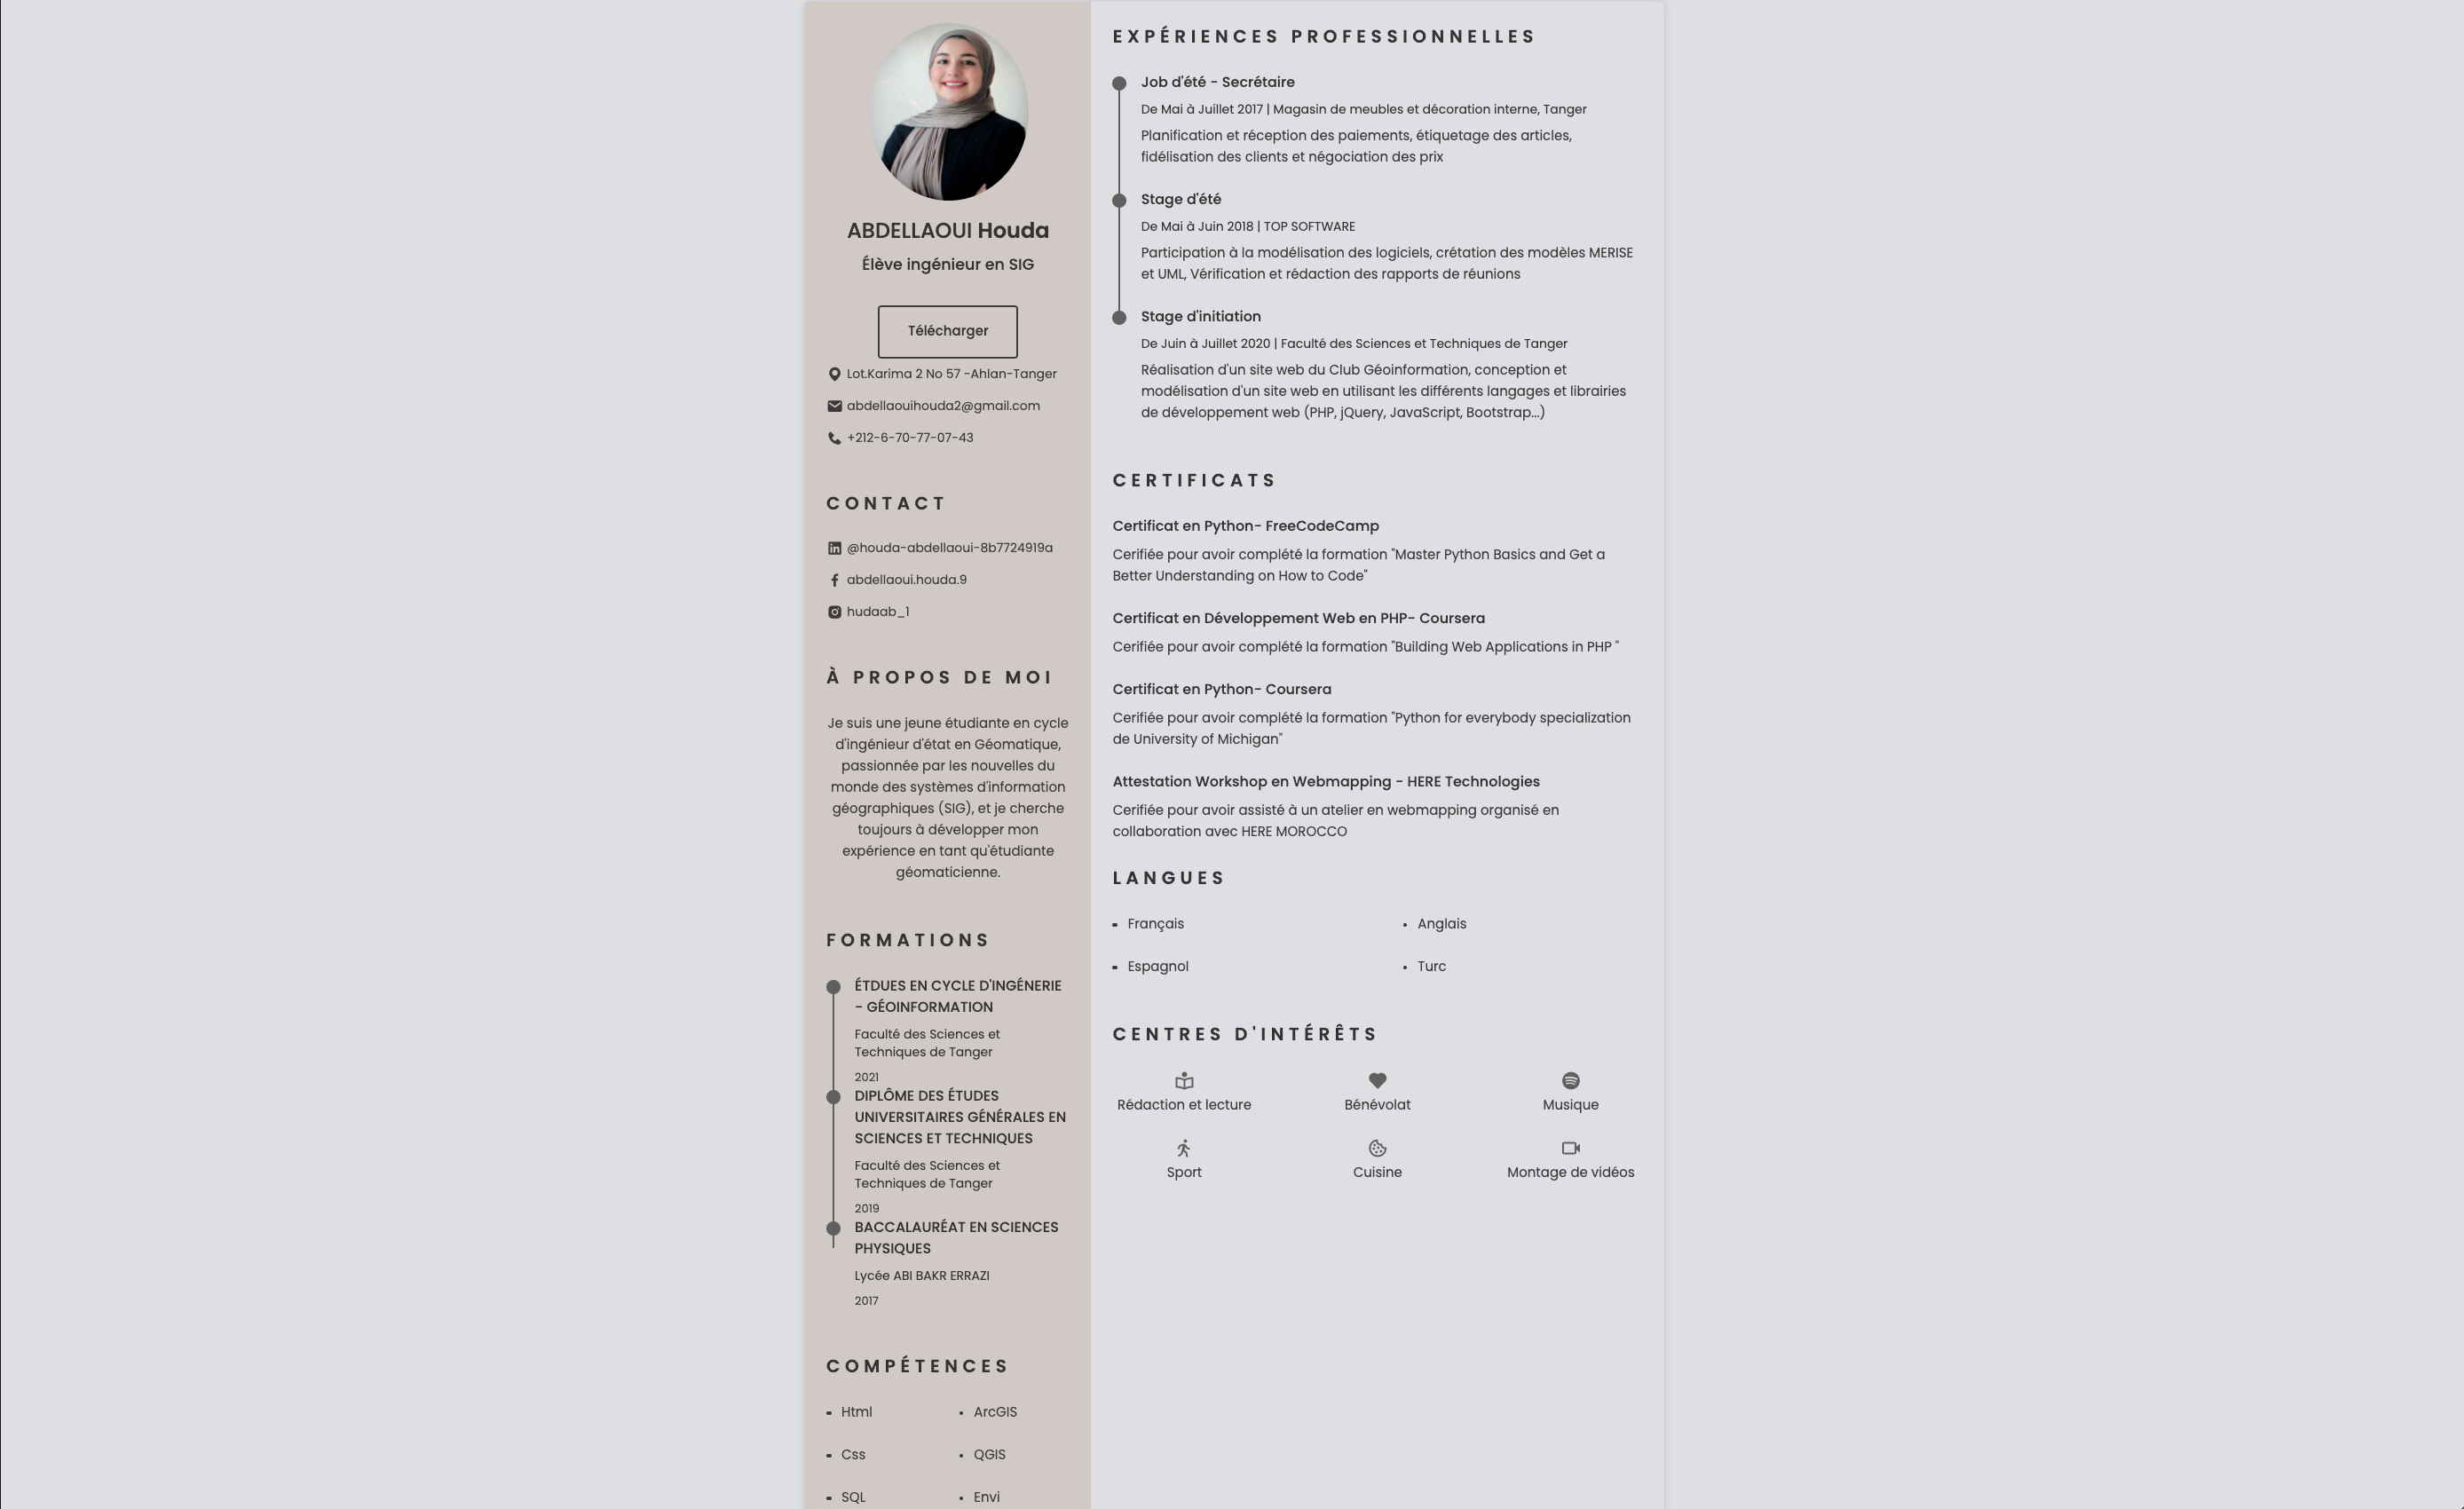 ABDELLAOUI Houda
Élève ingénieur en SIG
Télécharger
Lot.Karima 2 No 57 -Ahlan-Tanger
abdellaouihouda2@gmail.com
+212-6-70-77-07-43
CONTACT
@houda-abdellaoui-8b7724919a
abdellaoui.houda.9
hudaab_1
À PROPOS DE MOI
Je suis une jeune étudiante en cycle
d'ingénieur d'état en Géomatique,
passionnée par les nouvelles du
monde des systèmes d'information
géographiques (SIG), et je cherche
toujours à développer mon
expérience en tant qu'étudiante
géomaticienne.
FORMATIONS
ÉTDUES EN CYCLE D'INGÉNERIE
- GÉOINFORMATION
Faculté des Sciences et
Techniques de Tanger
2021
DIPLÔME DES ÉTUDES
UNIVERSITAIRES GÉNÉRALES EN
SCIENCES ET TECHNIQUES
Faculté des Sciences et
Techniques de Tanger
2019
BACCALAURÉAT EN SCIENCES
PHYSIQUES
Lycée ABI BAKR ERRAZI
2017
COMPÉTENCES
• Html • ArcGIS
• Css • QGIS
• SQL • Envi
EXPÉRIENCES PROFESSIONNELLES
Job d'été - Secrétaire
De Mai à Juillet 2017 | Magasin de meubles et décoration interne, Tanger
Planification et réception des paiements, étiquetage des articles,
fidélisation des clients et négociation des prix
Stage d'été
De Mai à Juin 2018 | TOP SOFTWARE
Participation à la modélisation des logiciels, crétation des modèles MERISE
et UML, Vérification et rédaction des rapports de réunions
Stage d'initiation
De Juin à Juillet 2020 | Faculté des Sciences et Techniques de Tanger
Réalisation d'un site web du Club Géoinformation, conception et
modélisation d'un site web en utilisant les différents langages et librairies
de développement web (PHP, jQuery, JavaScript, Bootstrap...)
CERTIFICATS
Certificat en Python- FreeCodeCamp
Cerifiée pour avoir complété la formation "Master Python Basics and Get a
Better Understanding on How to Code"
Certificat en Développement Web en PHP- Coursera
Cerifiée pour avoir complété la formation "Building Web Applications in PHP "
Certificat en Python- Coursera
Cerifiée pour avoir complété la formation "Python for everybody specialization
de University of Michigan"
Attestation Workshop en Webmapping - HERE Technologies
Cerifiée pour avoir assisté à un atelier en webmapping organisé en
collaboration avec HERE MOROCCO
LANGUES
• Français • Anglais
• Espagnol • Turc
CENTRES D'INTÉRÊTS
Rédaction et lecture Bénévolat Musique
Sport Cuisine Montage de vidéos